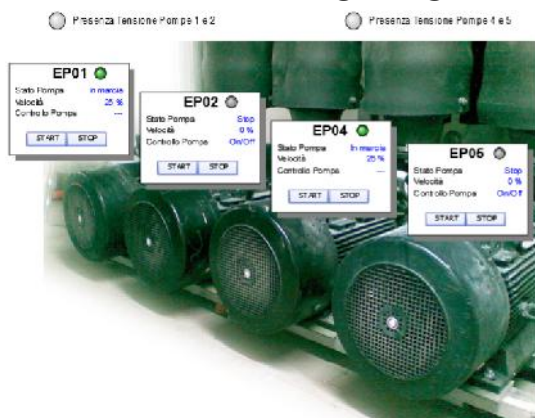 Presenza Tensione Pompe 1 e 2
Presenza Tensione Pompe 4 e 5
EP01
Stato Pompa In marcia
Velocità 25 %
Controllo Pompa ---
START STOP
EP02
Stato Pompa Stop
Velocità 0 %
Controllo Pompa On/Off
START STOP
EP04
Stato Pompa In marcia
Velocità 25 %
Controllo Pompa ---
START STOP
EP05
Stato Pompa Stop
Velocità 0 %
Controllo Pompa On/Off
START STOP